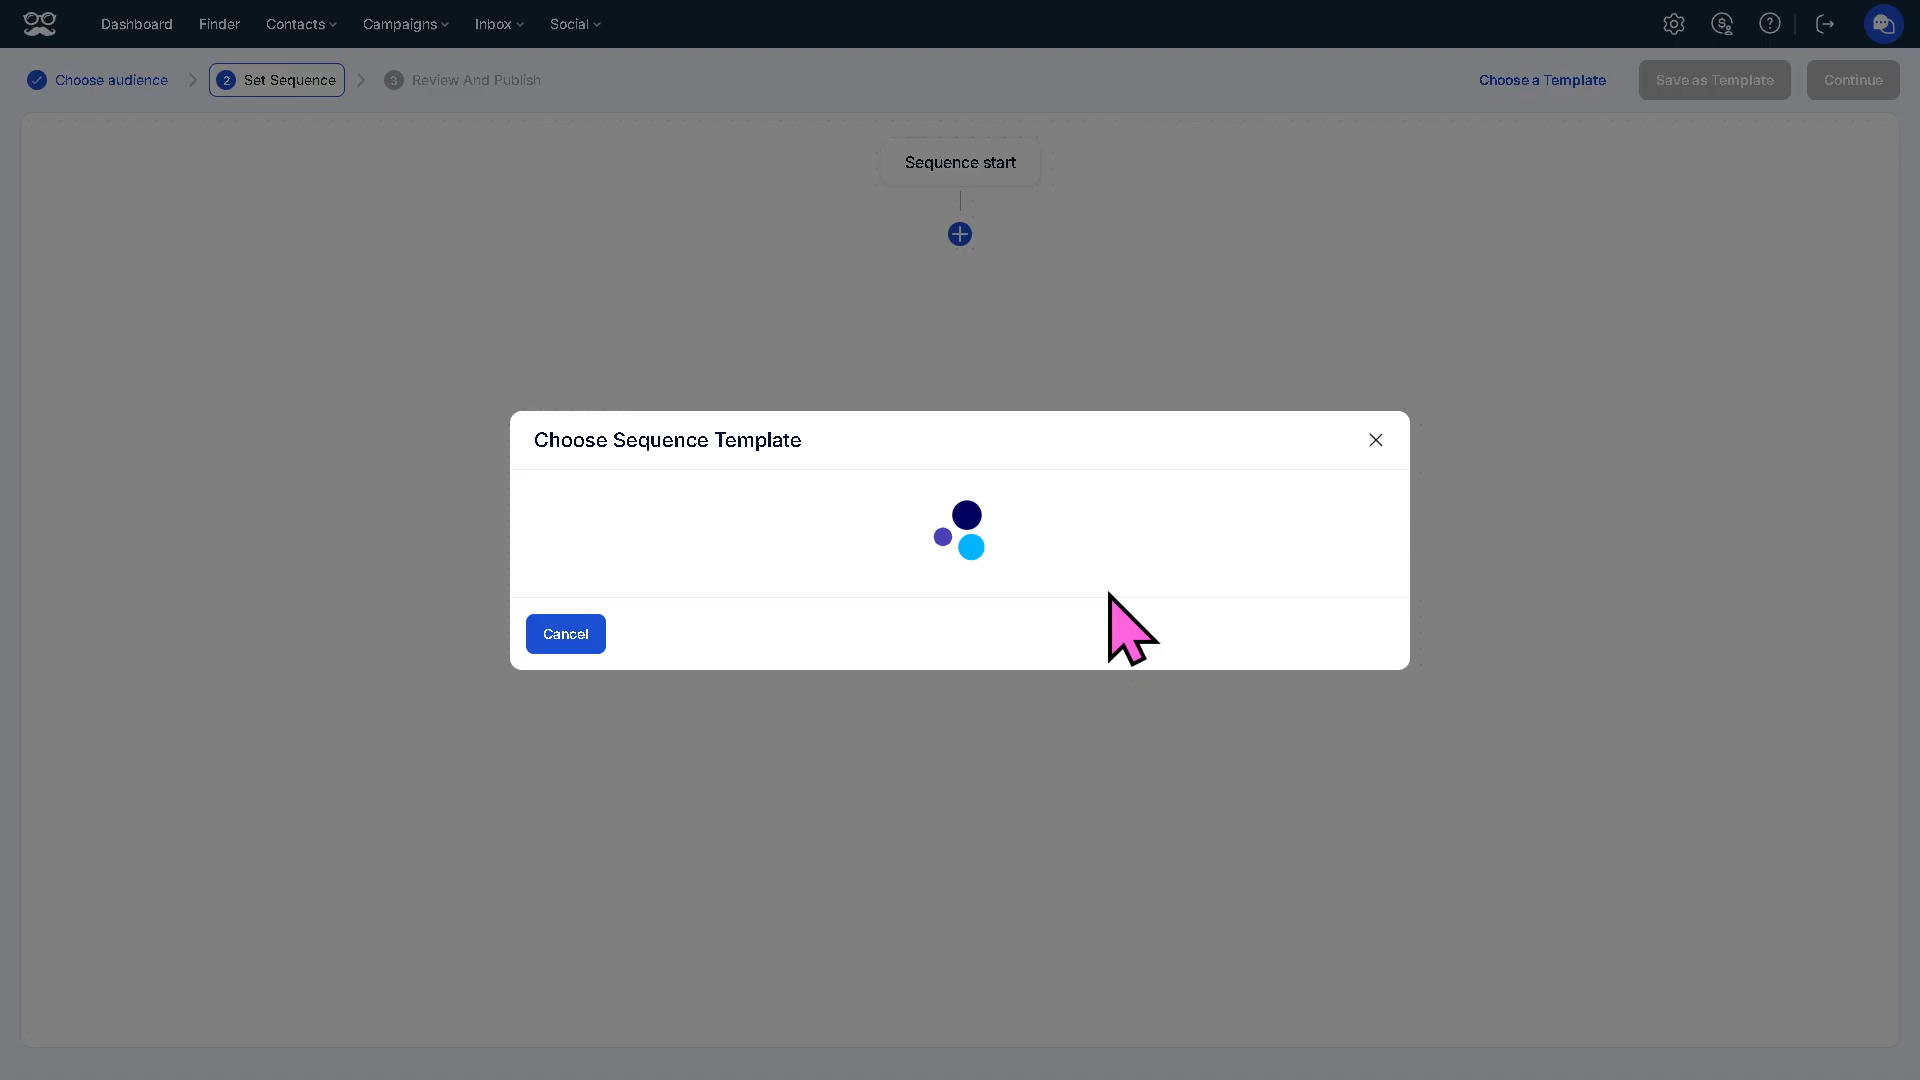 Dashboard Finder Contacts Campaigns Inbox Social
Choose audience 2 Set Sequence 3 Review And Publish Choose a Template Save as Template Continue
Sequence start
Choose Sequence Template
Cancel